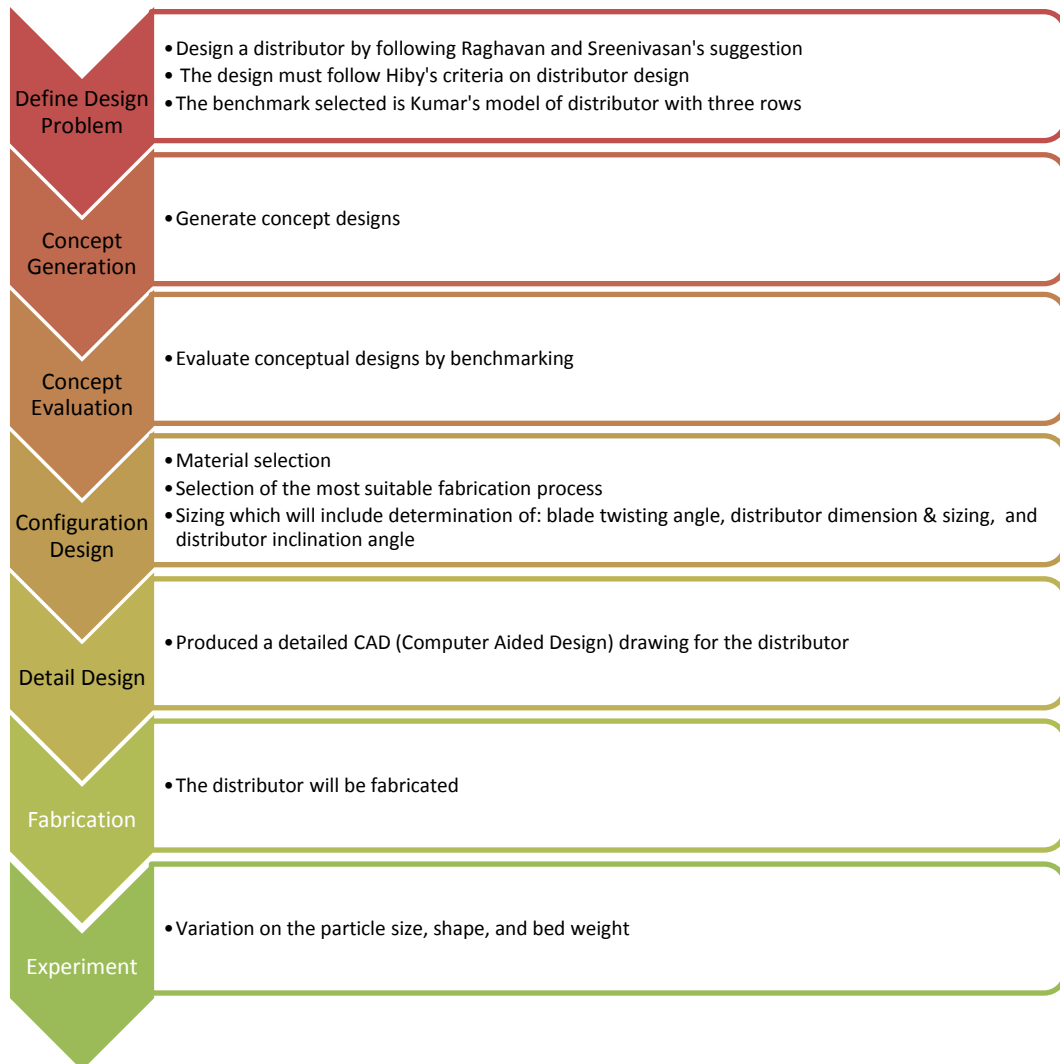 Define Design
Problem
•Design a distributor by following Raghavan and Sreenivasan's suggestion
• The design must follow Hiby's criteria on distributor design
•The benchmark selected is Kumar's model of distributor with three rows
Concept
Generation
•Generate concept designs
Concept
Evaluation
•Evaluate conceptual designs by benchmarking
Configuration
Design
•Material selection
•Selection of the most suitable fabrication process
•Sizing which will include determination of: blade twisting angle, distributor dimension & sizing, and
distributor inclination angle
Detail Design
•Produced a detailed CAD (Computer Aided Design) drawing for the distributor
Fabrication
•The distributor will be fabricated
Experiment
•Variation on the particle size, shape, and bed weight